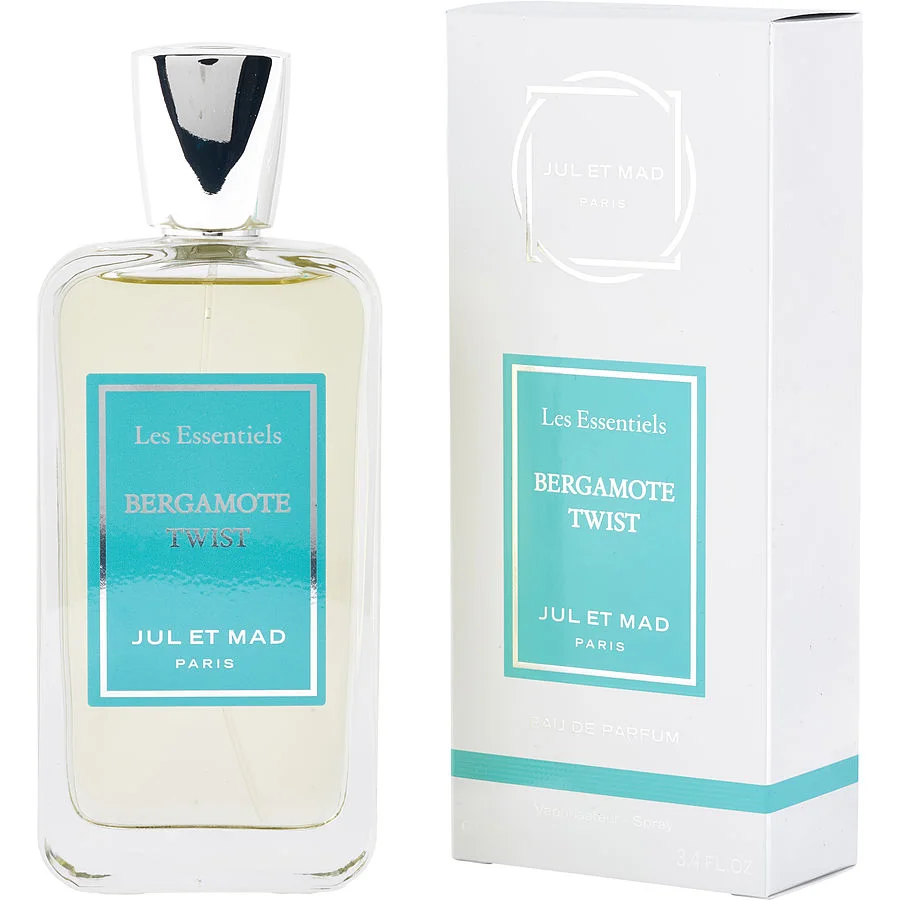 Les Essentiels
BERGAMOTE
TWIST
JUL ET MAD
PARIS
JUL ET MAD
PARIS
Les Essentiels
BERGAMOTE
TWIST
JUL ET MAD
PARIS
EAU DE PARFUM
Vaporisateur - Spray
3.4 FL.OZ